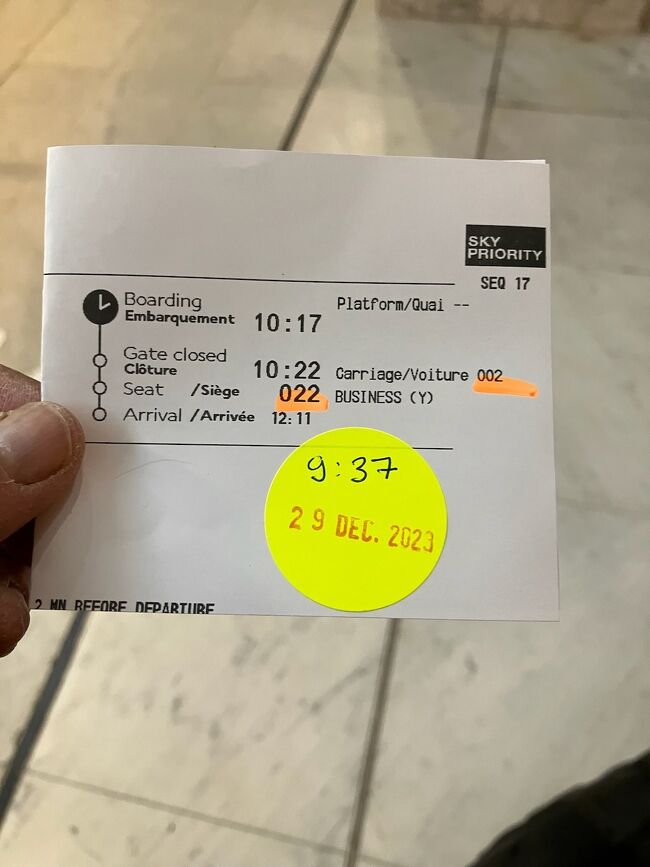 SKY
PRIORITY
SEQ 17
Boarding
Embarquement 10:17
Platform/Quai --
Gate closed
Clôture 10:22
Carriage/Voiture 002
Seat /Siège 022 BUSINESS (Y)
Arrival /Arrivée 12:11
9:37
29 DEC. 2023
2 MN BEFORE DEPARTURE